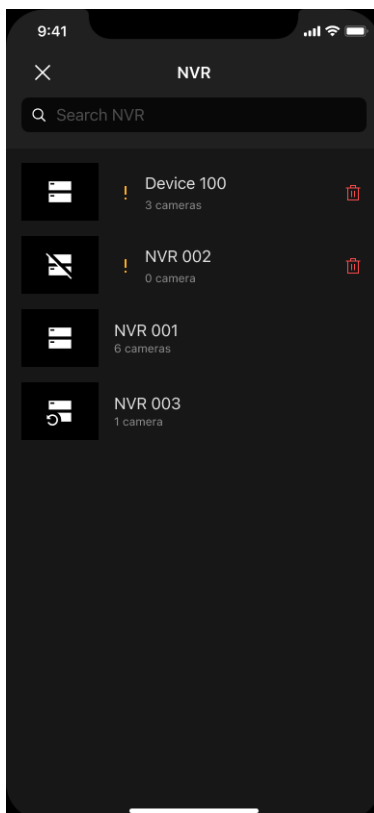 9:41
NVR
Search NVR
! Device 100
3 cameras
! NVR 002
0 camera
NVR 001
6 cameras
NVR 003
1 camera